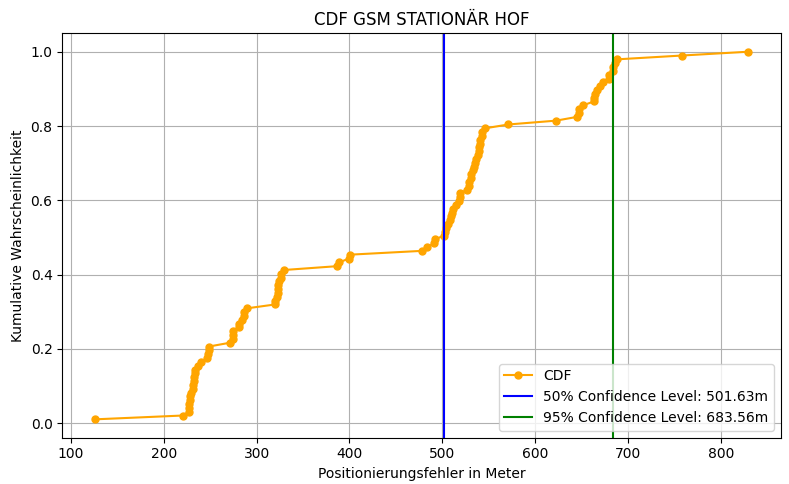 CDF GSM STATIONÄR HOF
Kumulative Wahrscheinlichkeit
1.0
0.8
0.6
0.4
0.2
0.0
CDF
50% Confidence Level: 501.63m
95% Confidence Level: 683.56m
100 200 300 400 500 600 700 800
Positionierungsfehler in Meter